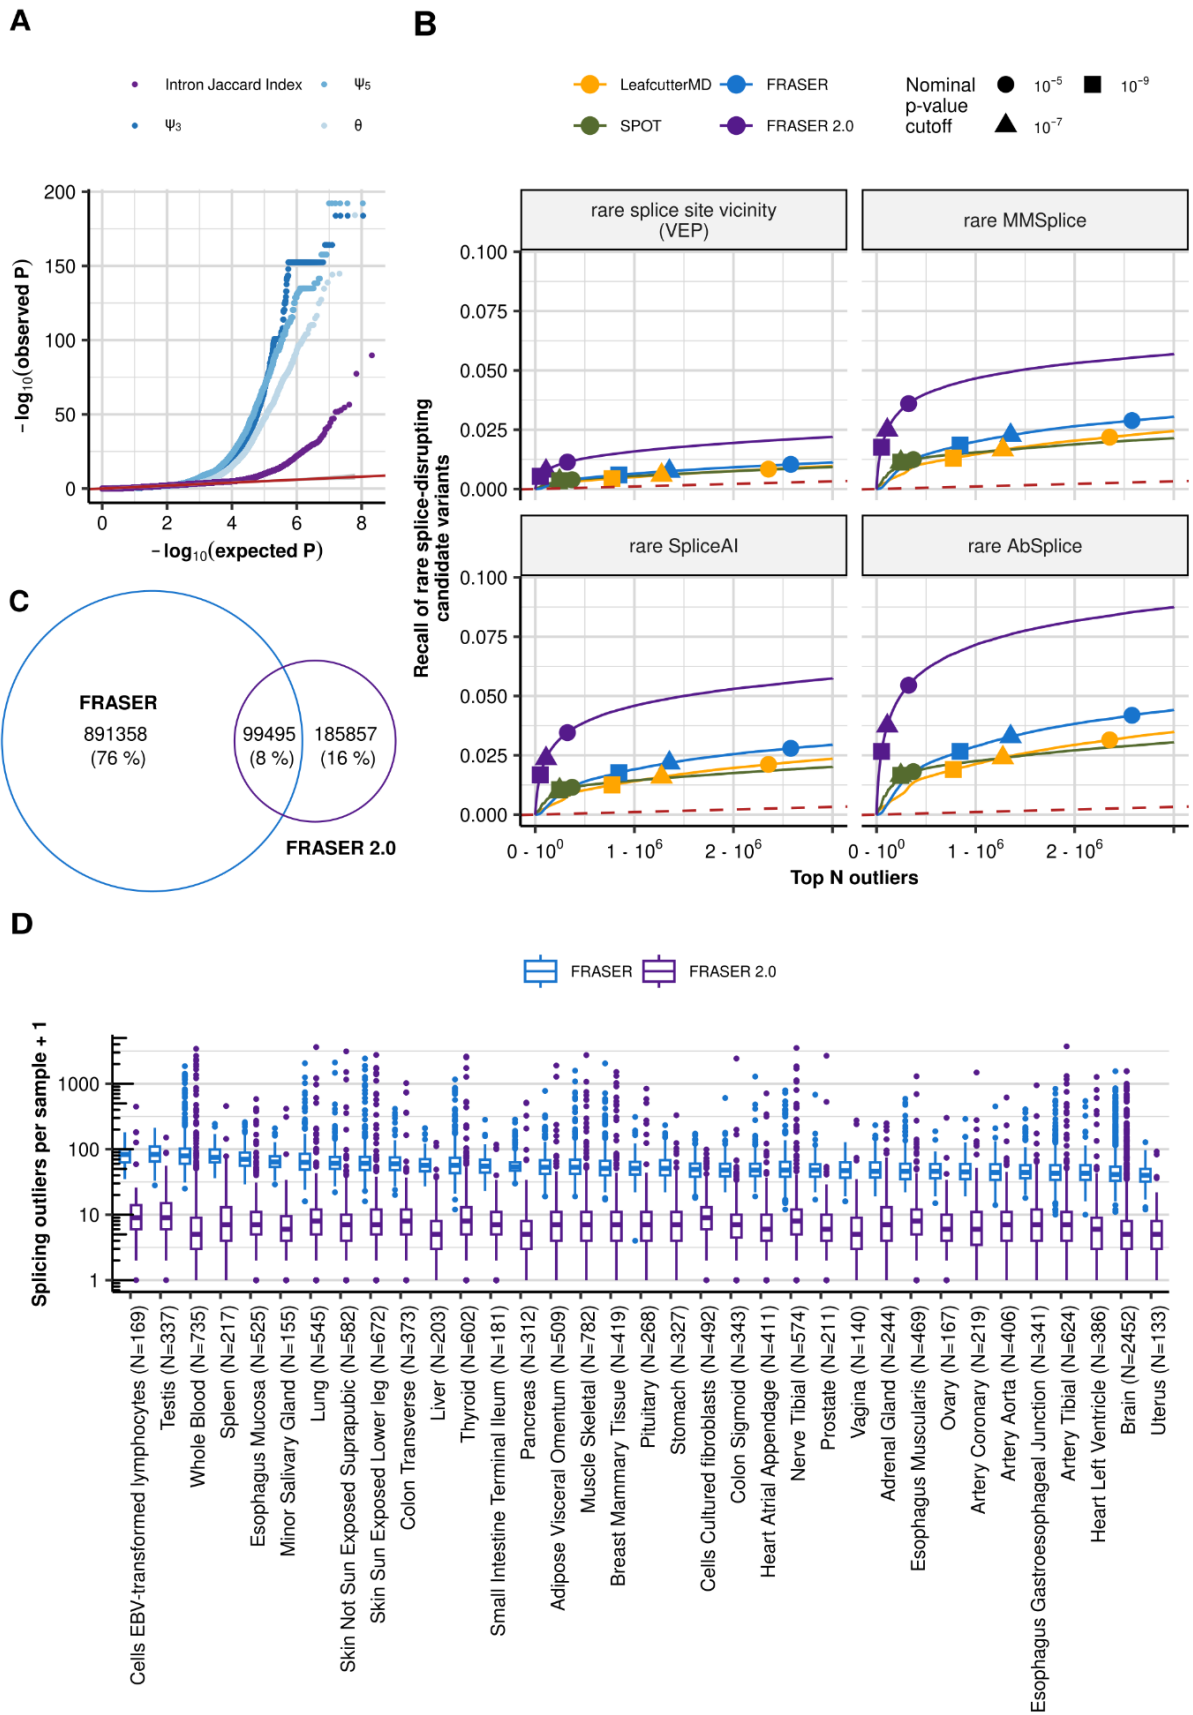 A
Intron Jaccard Index
ψ5
ψ3
θ
200
150
100
50
0
0 2 4 6 8
−log10(observed P)
−log10(expected P)
B
LeafcutterMD
FRASER
SPOT
FRASER 2.0
Nominal
p-value
cutoff
10−5
10−9
10−7
rare splice site vicinity
(VEP)
rare MMSplice
0.100
0.075
0.050
0.025
0.000
rare SpliceAI
rare AbSplice
0.100
0.075
0.050
0.025
0.000
0 - 10^0 1 - 10^6 2 - 10^6
0 - 10^0 1 - 10^6 2 - 10^6
Recall of rare splice-disrupting
candidate variants
Top N outliers
C
FRASER
891358
(76 %)
99495
(8 %)
185857
(16 %)
FRASER 2.0
D
FRASER
FRASER 2.0
Splicing outliers per sample + 1
1000
100
10
1
Cells EBV-transformed lymphocytes (N=169)
Testis (N=337)
Whole Blood (N=735)
Spleen (N=217)
Esophagus Mucosa (N=525)
Minor Salivary Gland (N=155)
Lung (N=545)
Skin Not Sun Exposed Suprapubic (N=582)
Skin Sun Exposed Lower leg (N=672)
Colon Transverse (N=373)
Liver (N=203)
Thyroid (N=602)
Small Intestine Terminal Ileum (N=181)
Pancreas (N=312)
Adipose Visceral Omentum (N=509)
Muscle Skeletal (N=782)
Breast Mammary Tissue (N=419)
Pituitary (N=268)
Stomach (N=327)
Cells Cultured fibroblasts (N=492)
Colon Sigmoid (N=343)
Heart Atrial Appendage (N=411)
Nerve Tibial (N=574)
Prostate (N=211)
Vagina (N=140)
Adrenal Gland (N=244)
Esophagus Muscularis (N=469)
Ovary (N=167)
Artery Coronary (N=219)
Artery Aorta (N=406)
Esophagus Gastroesophageal Junction (N=341)
Artery Tibial (N=624)
Heart Left Ventricle (N=386)
Brain (N=2452)
Uterus (N=133)